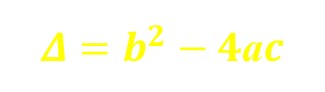 Δ = b² − 4ac